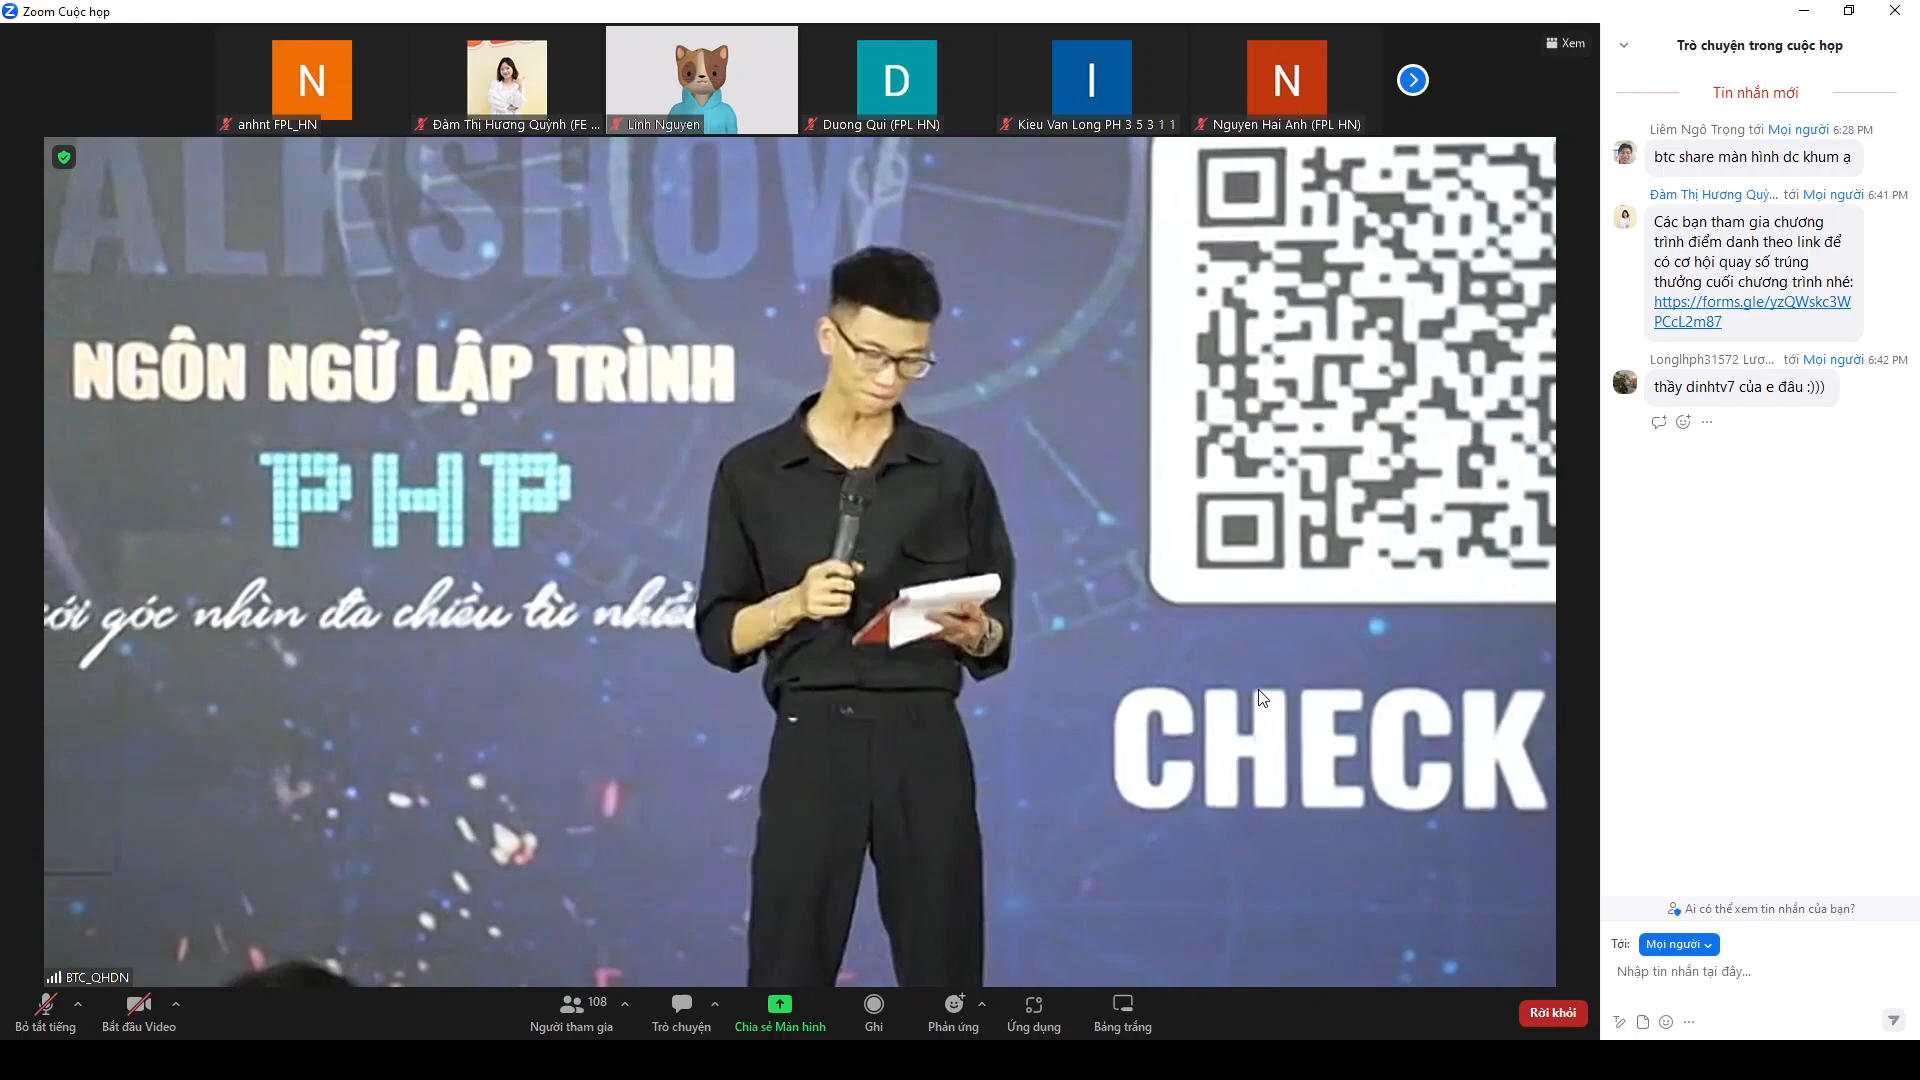 Zoom Cuộc họp
Xem
N
anhnt FPL_HN
Đàm Thị Hương Quỳnh (FE ...
Linh Nguyen
D
Duong Qui (FPL HN)
I
Kieu Van Long PH 3 5 3 1 1
N
Nguyen Hai Anh (FPL HN)
ALKSHOW
NGÔN NGỮ LẬP TRÌNH
PHP
với góc nhìn đa chiều từ nhiều
CHECK
BTC_QHDN
Bỏ tắt tiếng
Bắt đầu Video
108
Người tham gia
Trò chuyện
Chia sẻ Màn hình
Ghi
Phản ứng
Ứng dụng
Bảng trắng
Rời khỏi
Trò chuyện trong cuộc họp
Tin nhắn mới
Liêm Ngô Trọng tới Mọi người 6:28 PM
btc share màn hình dc khum ạ
Đàm Thị Hương Quỳ... tới Mọi người 6:41 PM
Các bạn tham gia chương
trình điểm danh theo link để
có cơ hội quay số trúng
thưởng cuối chương trình nhé:
https://forms.gle/yzQWskc3W
PCcL2m87
Longlhph31572 Lươ... tới Mọi người 6:42 PM
thầy dinhtv7 của e đâu :)))
Ai có thể xem tin nhắn của bạn?
Tới: Mọi người
Nhập tin nhắn tại đây...